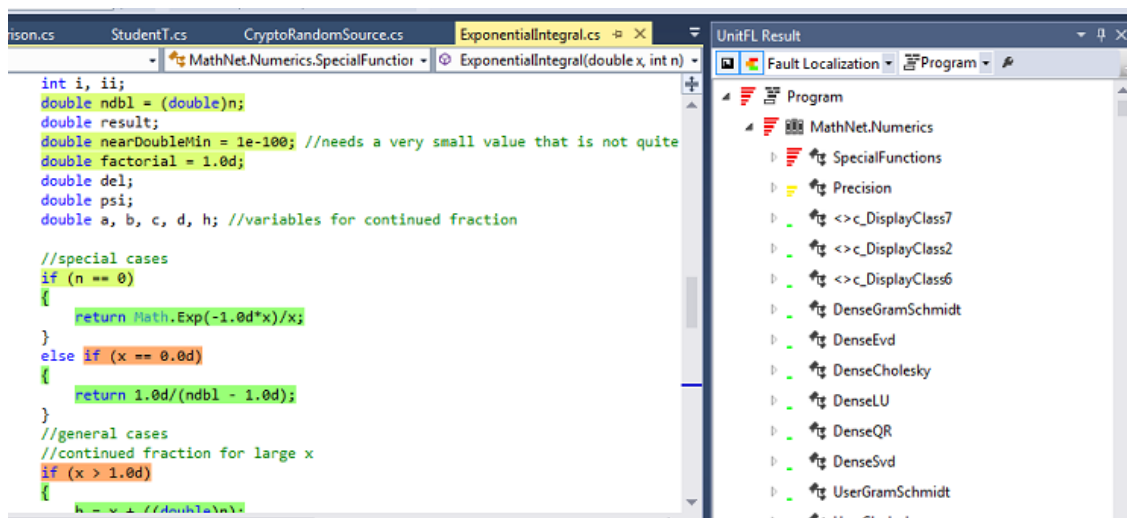 rison.cs StudentT.cs CryptoRandomSource.cs ExponentialIntegral.cs
MathNet.Numerics.SpecialFunctior ExponentialIntegral(double x, int n)
int i, ii;
double ndbl = (double)n;
double result;
double nearDoubleMin = 1e-100; //needs a very small value that is not quite
double factorial = 1.0d;
double del;
double psi;
double a, b, c, d, h; //variables for continued fraction
//special cases
if (n == 0)
{
return Math.Exp(-1.0d*x)/x;
}
else if (x == 0.0d)
{
return 1.0d/(ndbl - 1.0d);
}
//general cases
//continued fraction for large x
if (x > 1.0d)
{
b = x + ((double)n);
UnitFL Result
Fault Localization Program
Program
MathNet.Numerics
SpecialFunctions
Precision
<>c_DisplayClass7
<>c_DisplayClass2
<>c_DisplayClass6
DenseGramSchmidt
DenseEvd
DenseCholesky
DenseLU
DenseQR
DenseSvd
UserGramSchmidt